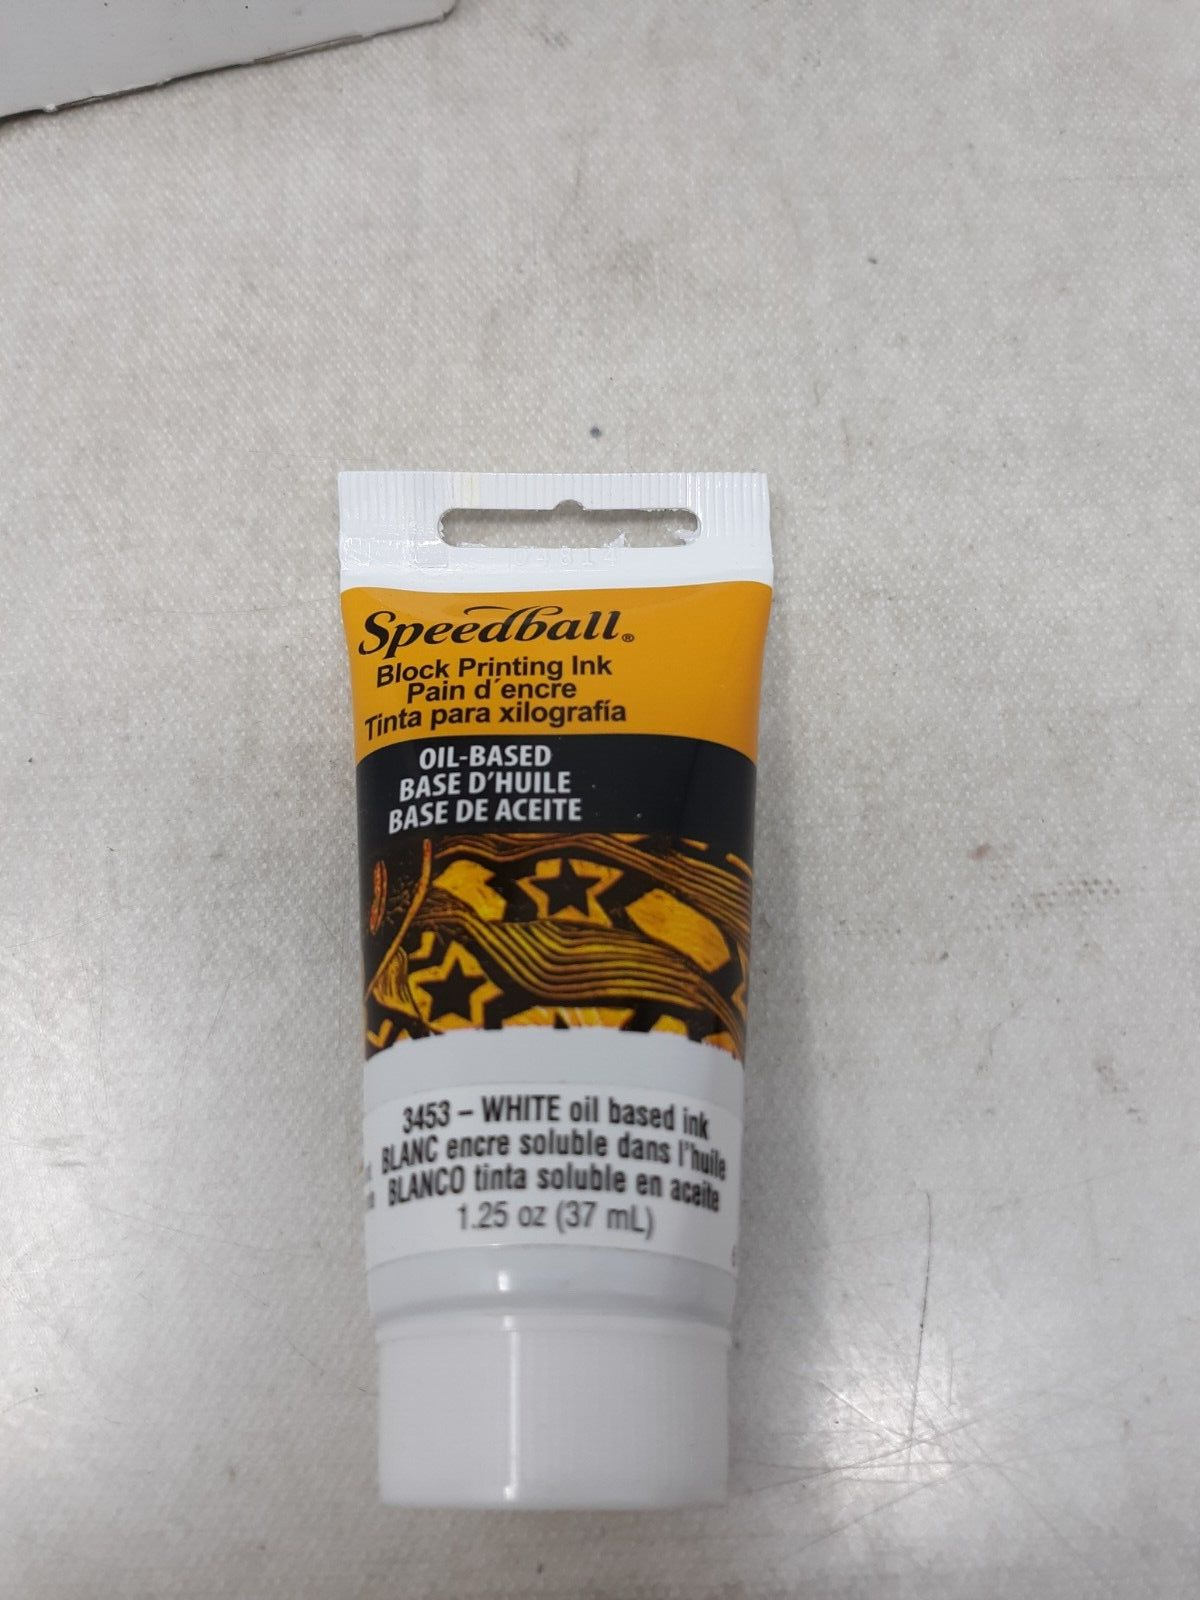 Speedball®
Block Printing Ink
Pain d'encre
Tinta para xilografía
OIL-BASED
BASE D'HUILE
BASE DE ACEITE
3453 – WHITE oil based ink
BLANC encre soluble dans l'huile
BLANCO tinta soluble en aceite
1.25 oz (37 mL)